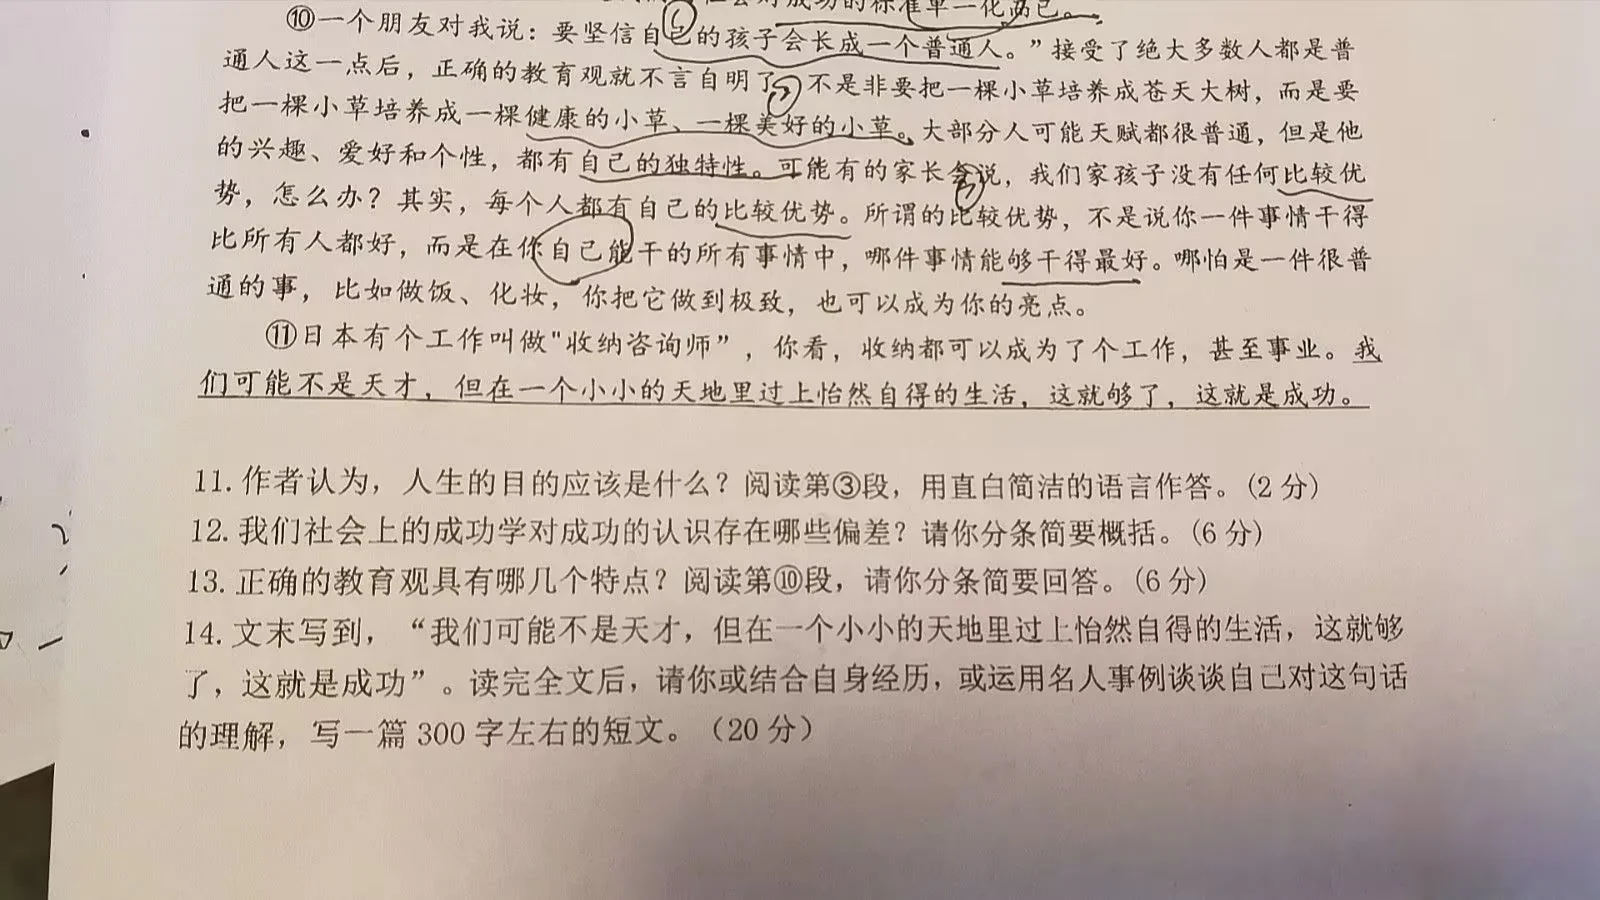 社会对成功的标准单一化而已。
⑩一个朋友对我说：要坚信自己的孩子会长成一个普通人。”接受了绝大多数人都是普
通人这一点后，正确的教育观就不言自明了。不是非要把一棵小草培养成苍天大树，而是要
把一棵小草培养成一棵健康的小草、一棵美好的小草。大部分人可能天赋都很普通，但是他
的兴趣、爱好和个性，都有自己的独特性。可能有的家长会说，我们家孩子没有任何比较优
势，怎么办？其实，每个人都有自己的比较优势。所谓的比较优势，不是说你一件事情干得
比所有人都好，而是在你自己能干的所有事情中，哪件事情能够干得最好。哪怕是一件很普
通的事，比如做饭、化妆，你把它做到极致，也可以成为你的亮点。
⑪日本有个工作叫做"收纳咨询师”，你看，收纳都可以成为了个工作，甚至事业。我
们可能不是天才，但在一个小小的天地里过上怡然自得的生活，这就够了，这就是成功。
11.作者认为，人生的目的应该是什么？阅读第③段，用直白简洁的语言作答。(2分)
12.我们社会上的成功学对成功的认识存在哪些偏差？请你分条简要概括。(6分)
13.正确的教育观具有哪几个特点？阅读第⑩段，请你分条简要回答。(6分)
14.文末写到，“我们可能不是天才，但在一个小小的天地里过上怡然自得的生活，这就够
了，这就是成功”。读完全文后，请你或结合自身经历，或运用名人事例谈谈自己对这句话
的理解，写一篇300字左右的短文。（20分）